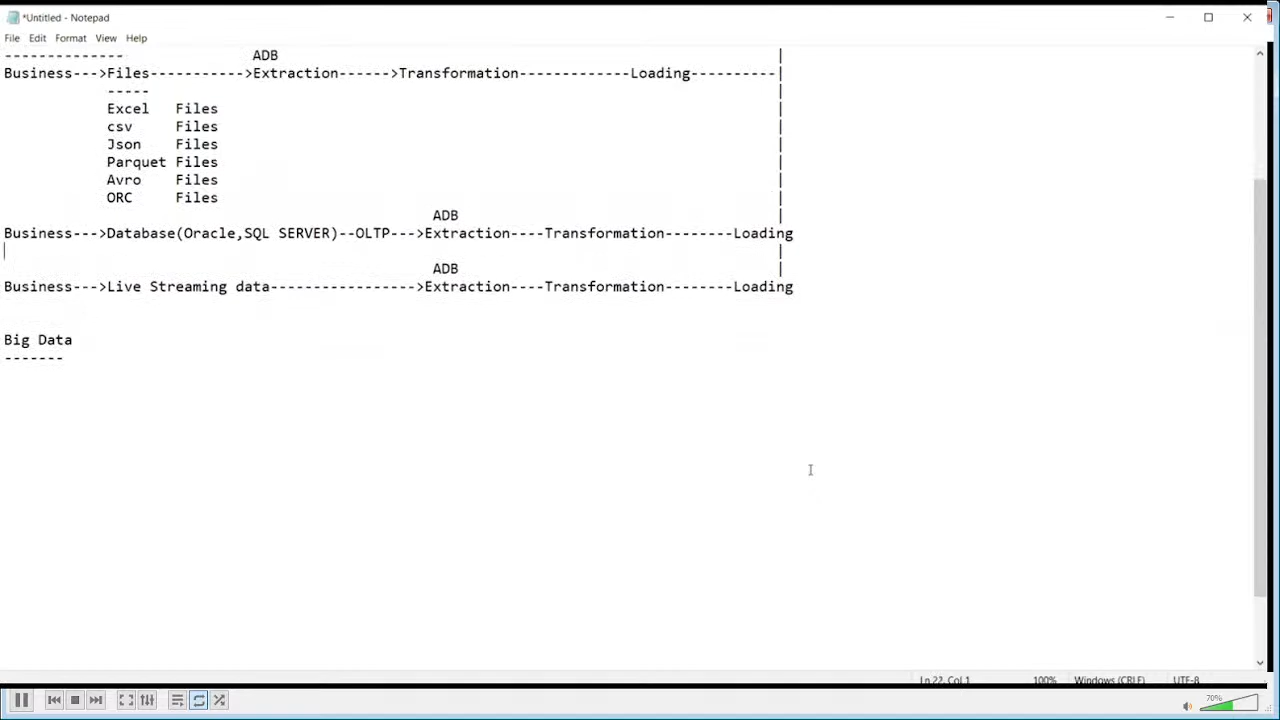 *Untitled - Notepad
File Edit Format View Help
-------------- ADB |
Business--->Files----------->Extraction------>Transformation-------------Loading----------|
----- |
Excel Files |
csv Files |
Json Files |
Parquet Files |
Avro Files |
ORC Files |
ADB |
Business--->Database(Oracle,SQL SERVER)--OLTP--->Extraction----Transformation--------Loading
|
ADB |
Business--->Live Streaming data----------------->Extraction----Transformation--------Loading
Big Data
-------
Ln 22, Col 1 100% Windows (CRLF) UTF-8
70%